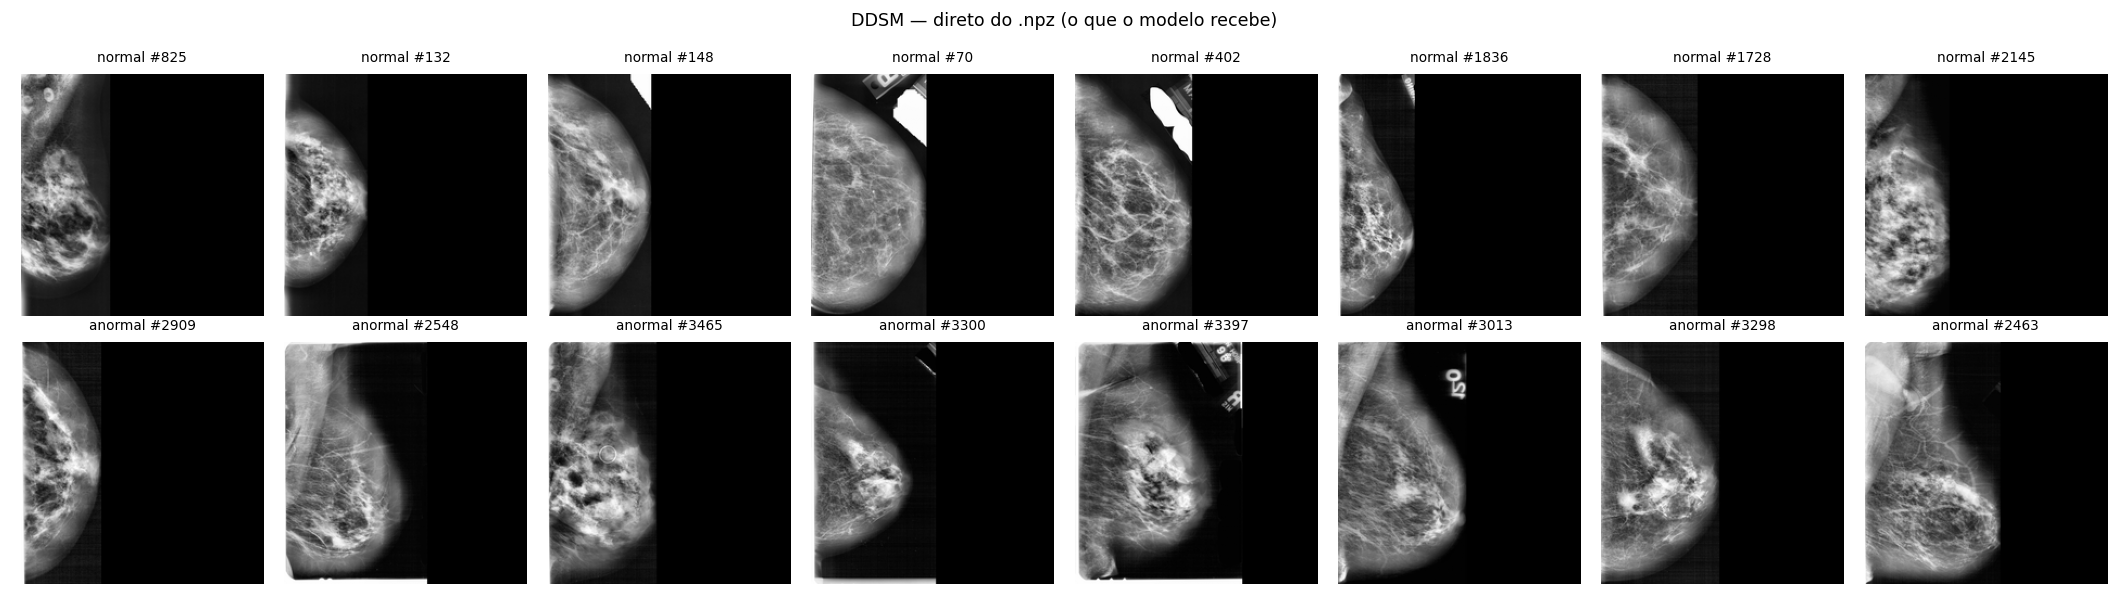 DDSM — direto do .npz (o que o modelo recebe)
normal #825
normal #132
normal #148
normal #70
normal #402
normal #1836
normal #1728
normal #2145
anormal #2909
anormal #2548
anormal #3465
anormal #3300
anormal #3397
anormal #3013
anormal #3298
anormal #2463